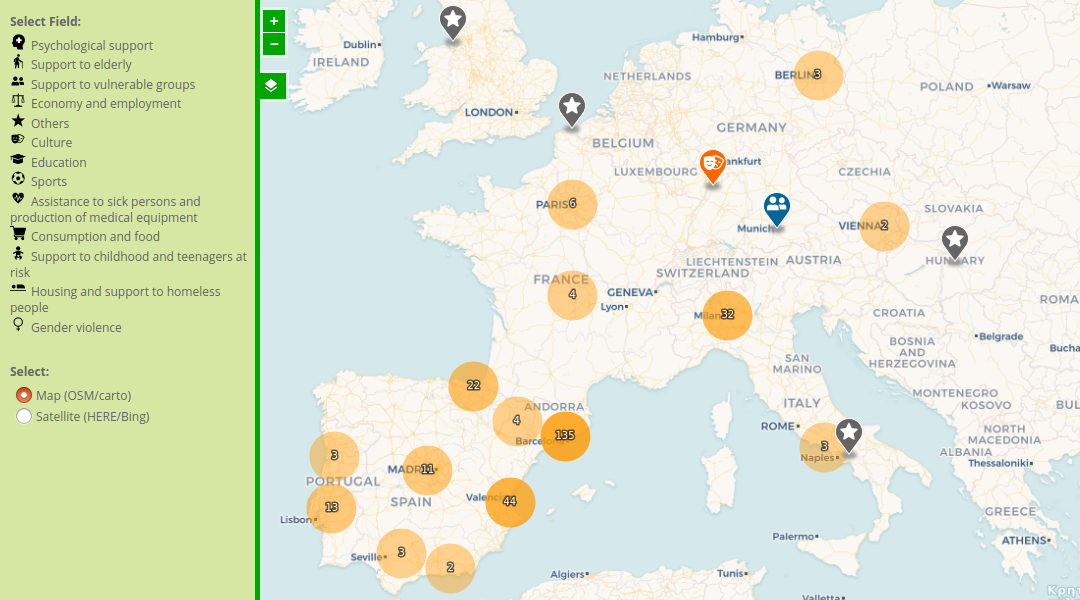 Select Field:
Psychological support
Support to elderly
Support to vulnerable groups
Economy and employment
Others
Culture
Education
Sports
Assistance to sick persons and
production of medical equipment
Consumption and food
Support to childhood and teenagers at
risk
Housing and support to homeless
people
Gender violence
Select:
Map (OSM/carto)
Satellite (HERE/Bing)
+
−
Hamburg
Dublin
IRELAND
NETHERLANDS
BERLIN
3
POLAND
Warsaw
LONDON
GERMANY
BELGIUM
ankfurt
LUXEMBOURG
CZECHIA
PARIS
6
SLOVAKIA
Munich
VIENNA
2
LIECHTENSTEIN
AUSTRIA
HUNGARY
SWITZERLAND
FRANCE
4
GENEVA
Lyon
ROMA
Milan
32
CROATIA
Belgrade
BOSNIA
AND
HERZEGOVINA
Bucha
SAN
MARINO
22
MONTENEGRO
KOSOVO
BUL
ANDORRA
4
ITALY
135
Barcelon
ROME
NORTH
MACEDONIA
3
Naples
ALBANIA
Thessaloniki
3
MADR
11
PORTUGAL
SPAIN
Valenc
44
13
Lisbon
GREECE
Palermo
ATHENS
Seville
3
2
Algiers
Tunis
Valletta